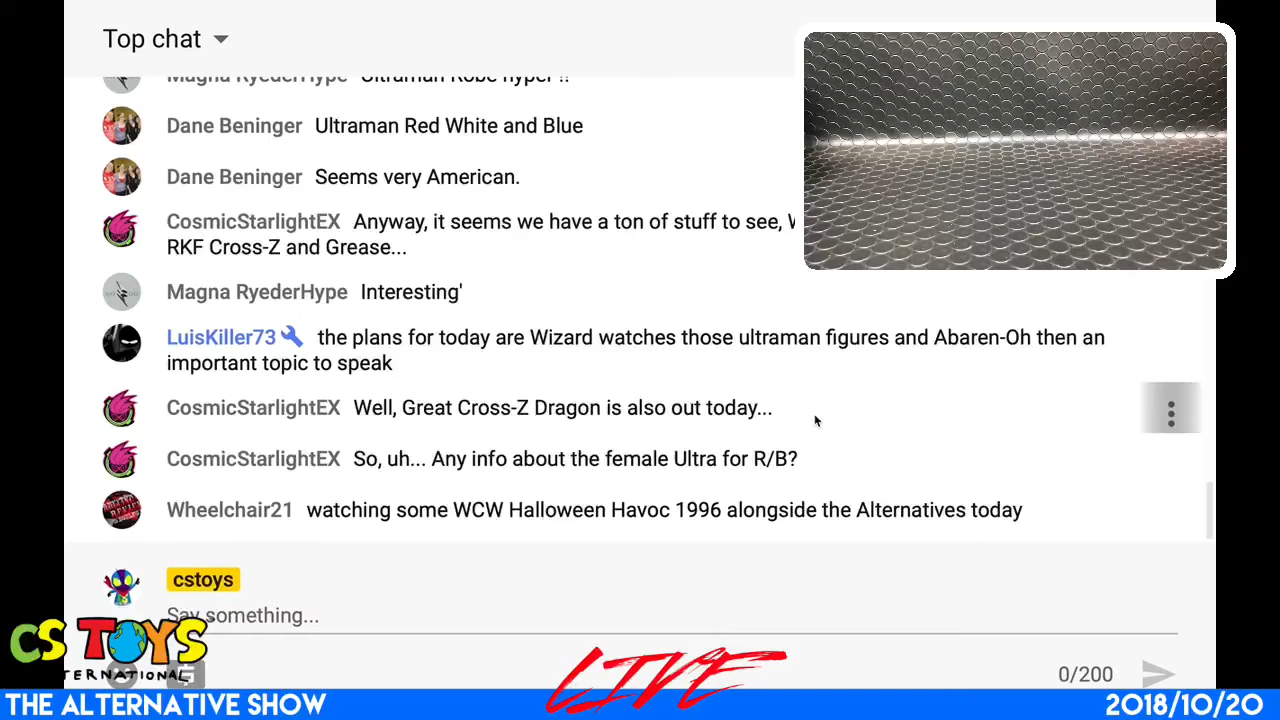 Top chat
Magna RyederHype Ultraman Robe hyper !!
Dane Beninger Ultraman Red White and Blue
Dane Beninger Seems very American.
CosmicStarlightEX Anyway, it seems we have a ton of stuff to see,
RKF Cross-Z and Grease...
Magna RyederHype Interesting'
LuisKiller73 the plans for today are Wizard watches those ultraman figures and Abaren-Oh then an
important topic to speak
CosmicStarlightEX Well, Great Cross-Z Dragon is also out today...
CosmicStarlightEX So, uh... Any info about the female Ultra for R/B?
Wheelchair21 watching some WCW Halloween Havoc 1996 alongside the Alternatives today
cstoys
Say something...
CS TOYS
INTERNATIONAL
LIVE
0/200
THE ALTERNATIVE SHOW
2018/10/20